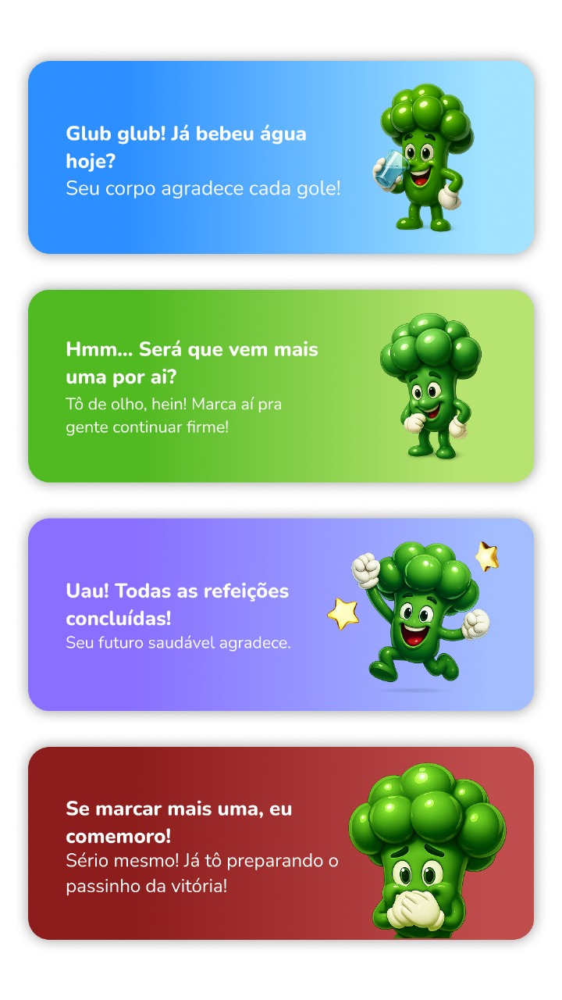 Glub glub! Já bebeu água
hoje?
Seu corpo agradece cada gole!
Hmm... Será que vem mais
uma por ai?
Tô de olho, hein! Marca aí pra
gente continuar firme!
Uau! Todas as refeições
concluídas!
Seu futuro saudável agradece.
Se marcar mais uma, eu
comemoro!
Sério mesmo! Já tô preparando o
passinho da vitória!